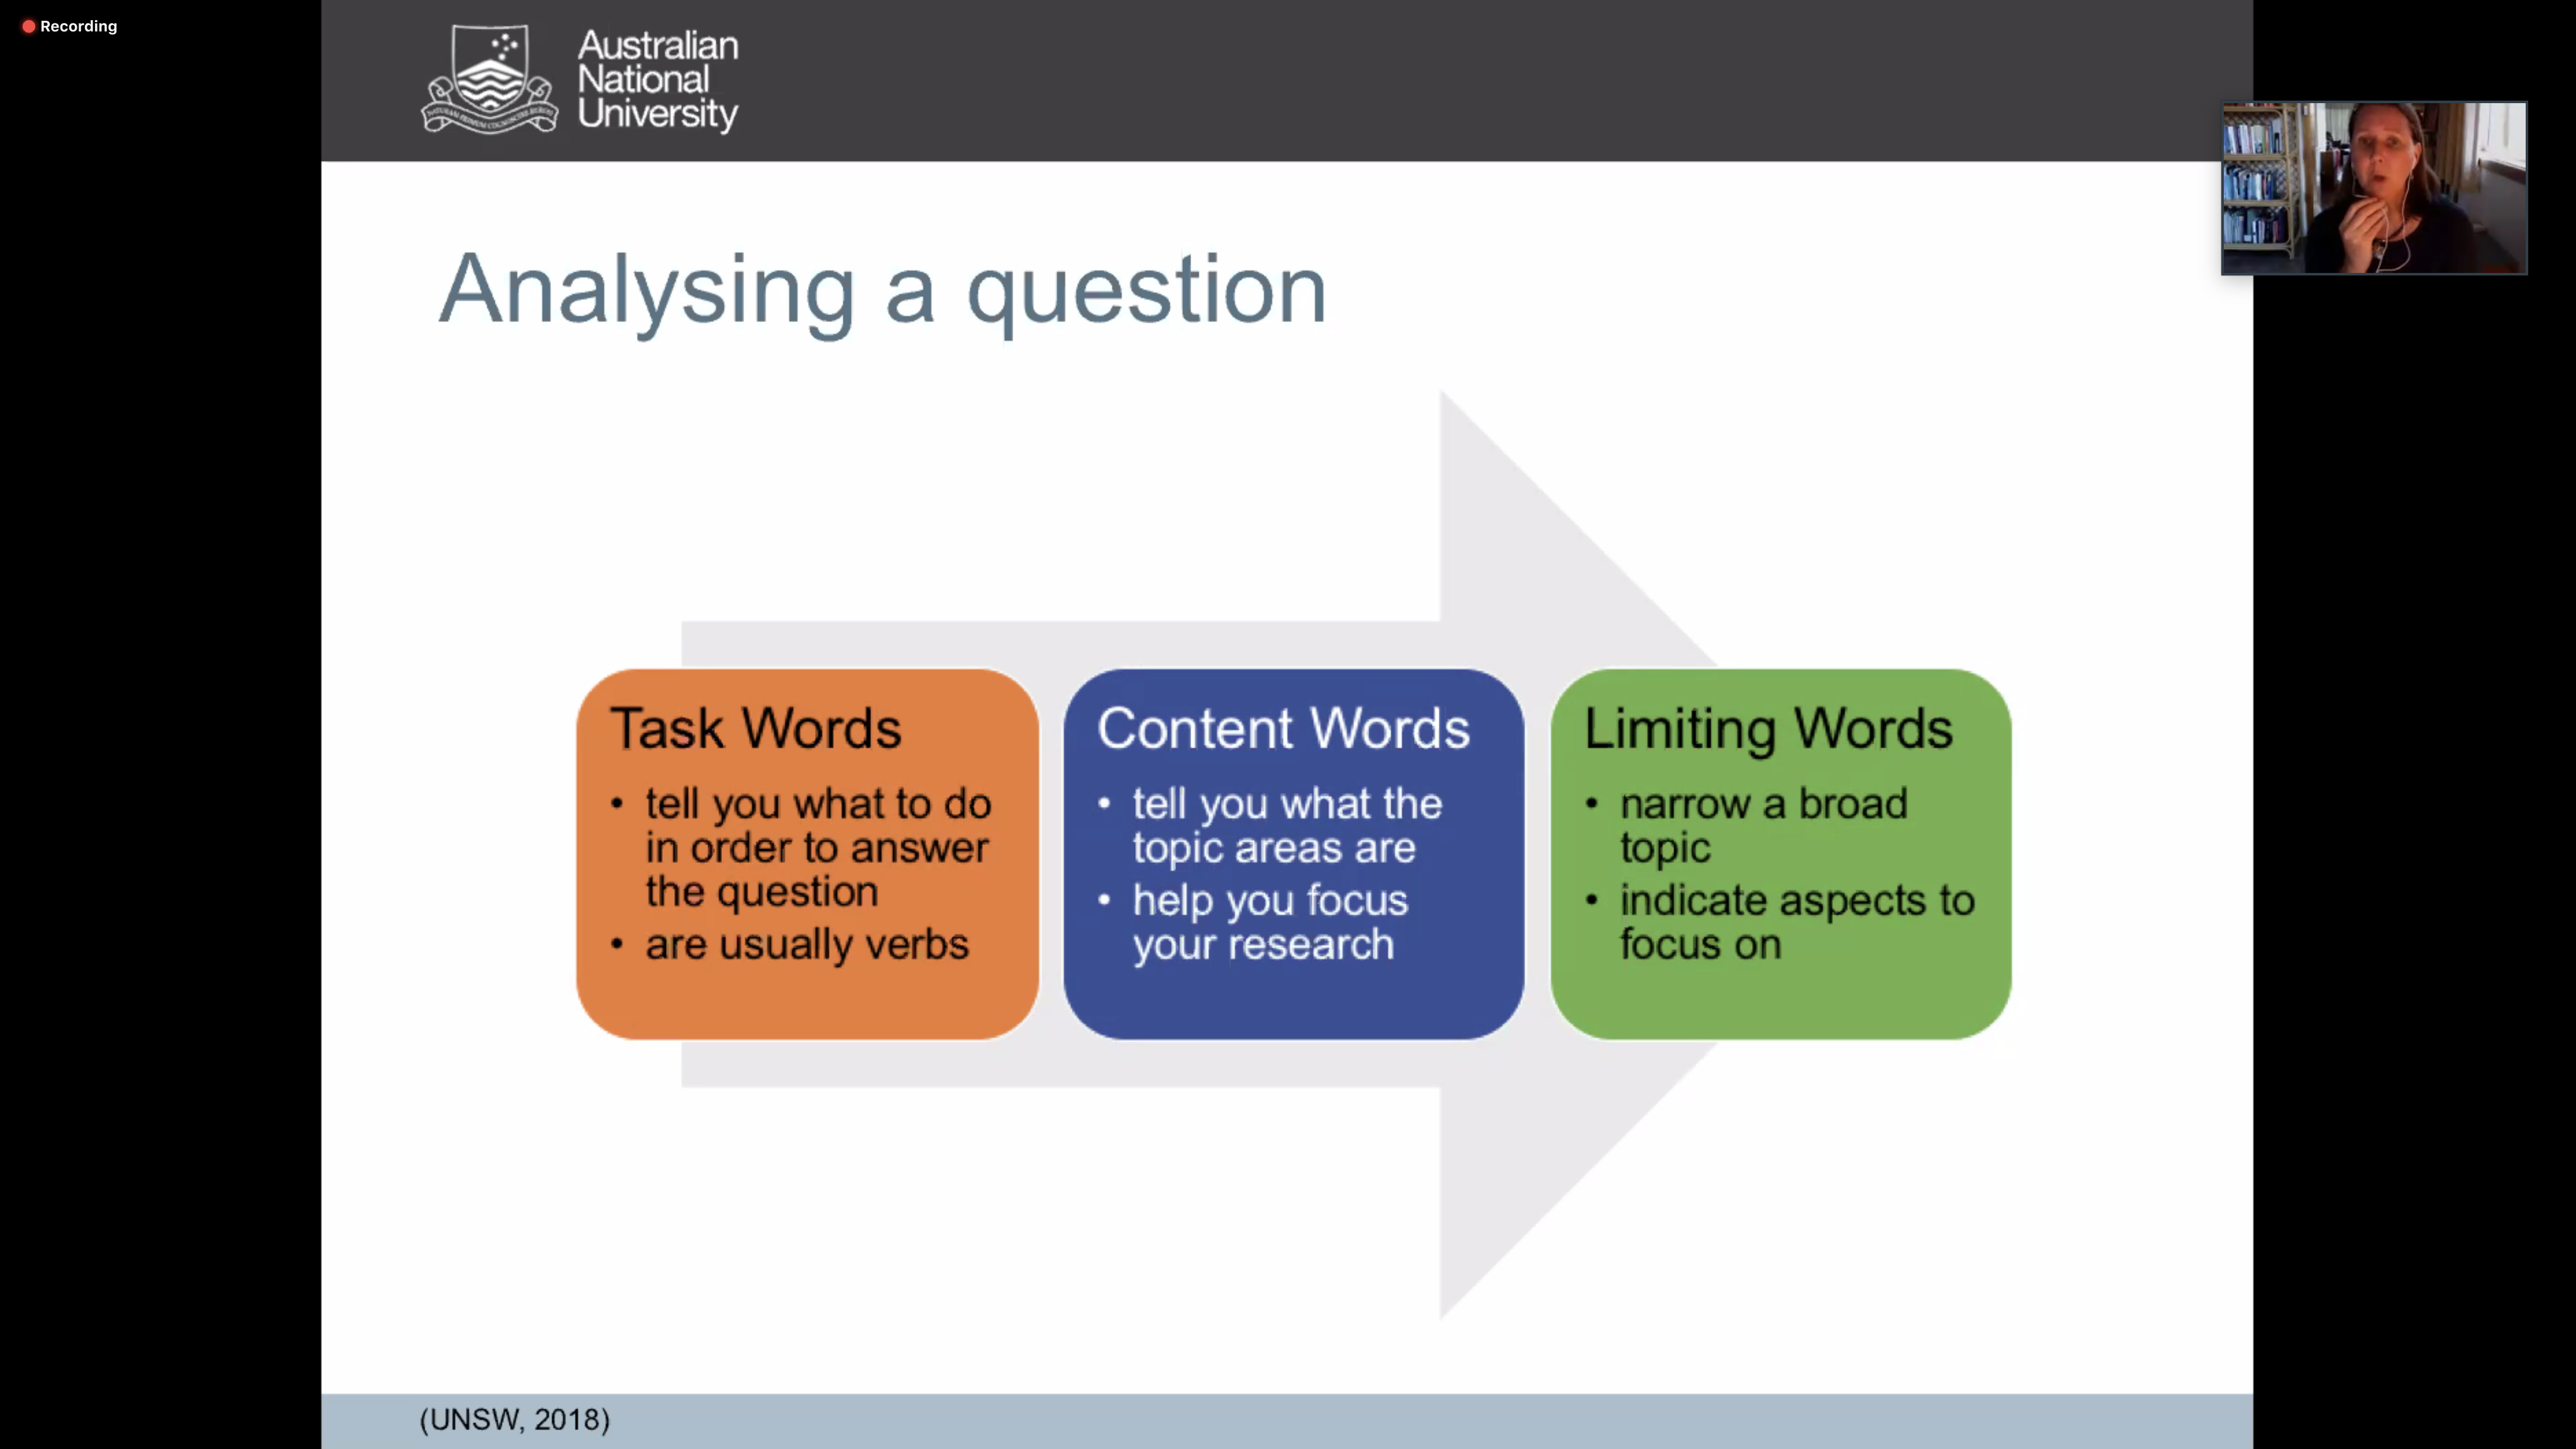 Recording
Australian
National
University
Analysing a question
Task Words
• tell you what to do
in order to answer
the question
• are usually verbs
Content Words
• tell you what the
topic areas are
• help you focus
your research
Limiting Words
• narrow a broad
topic
• indicate aspects to
focus on
(UNSW, 2018)